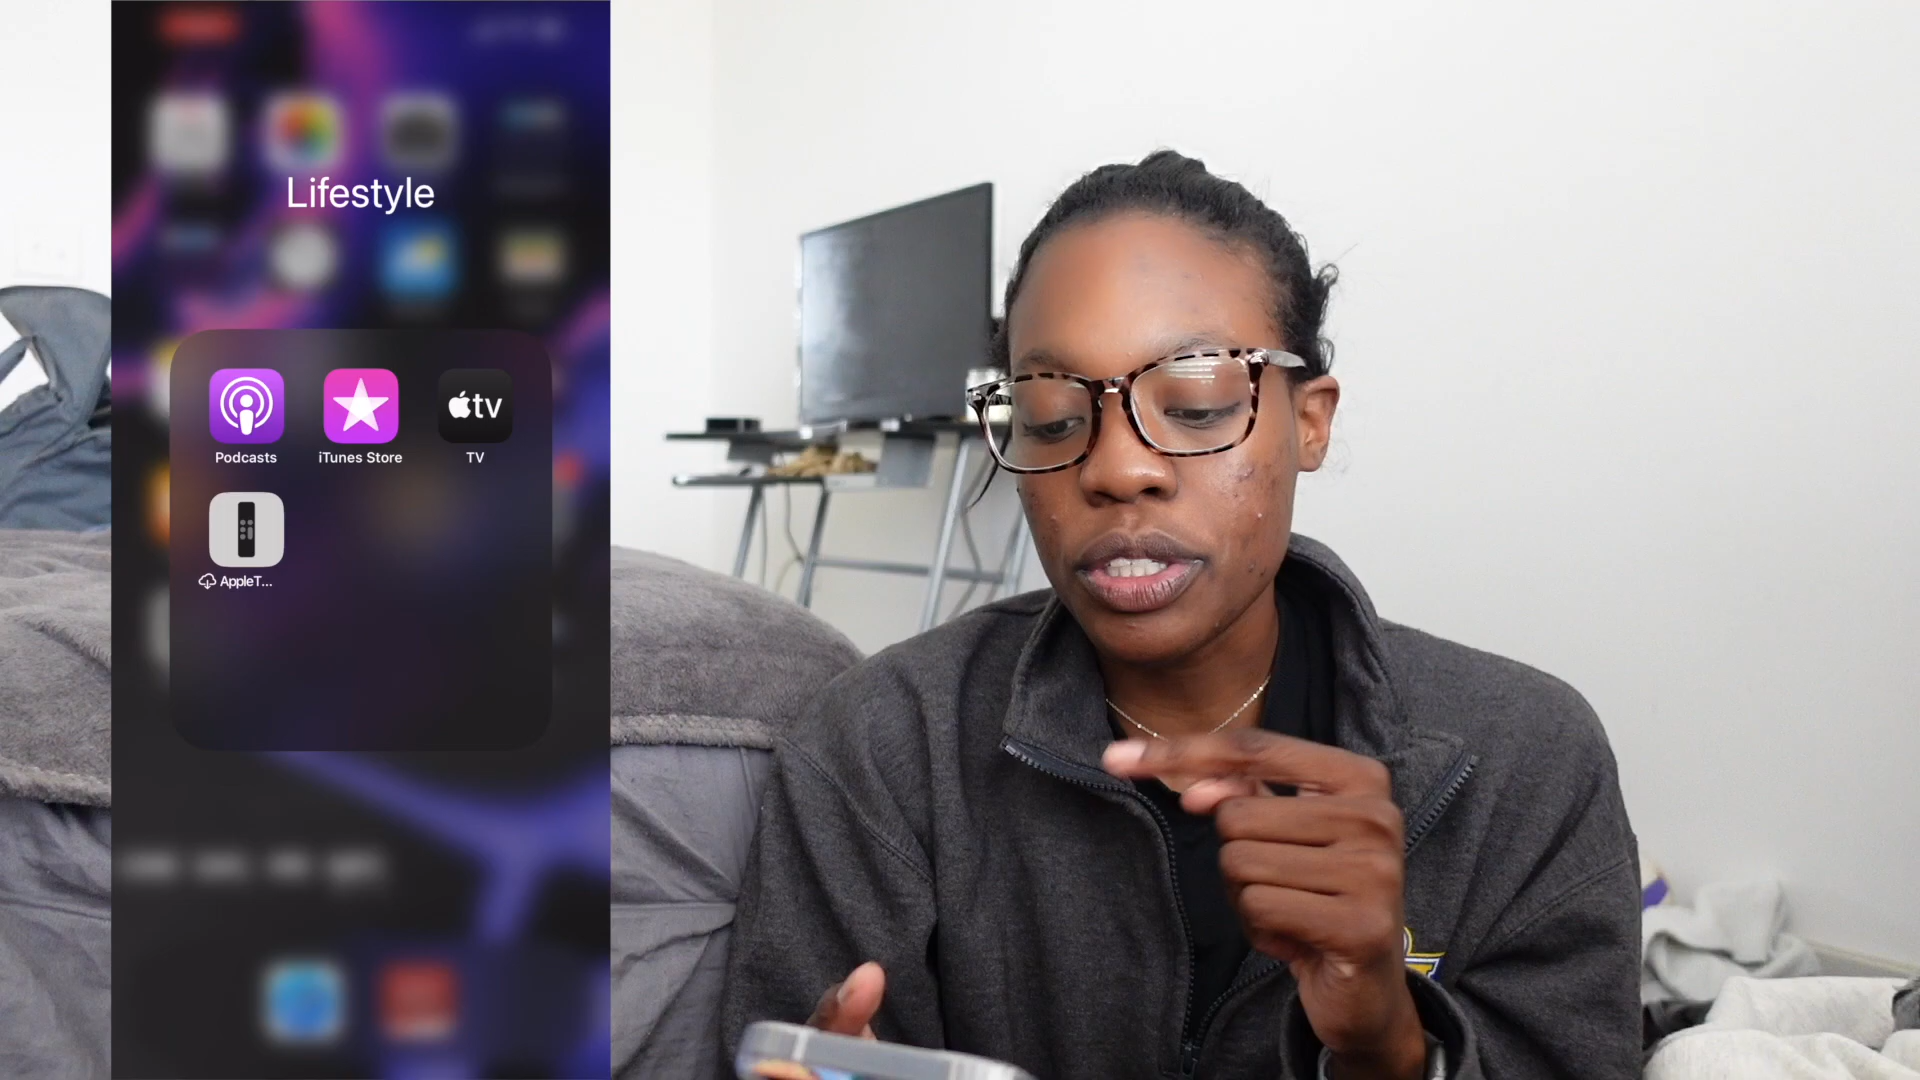 Lifestyle
Podcasts
iTunes Store
tv
TV
AppleT...